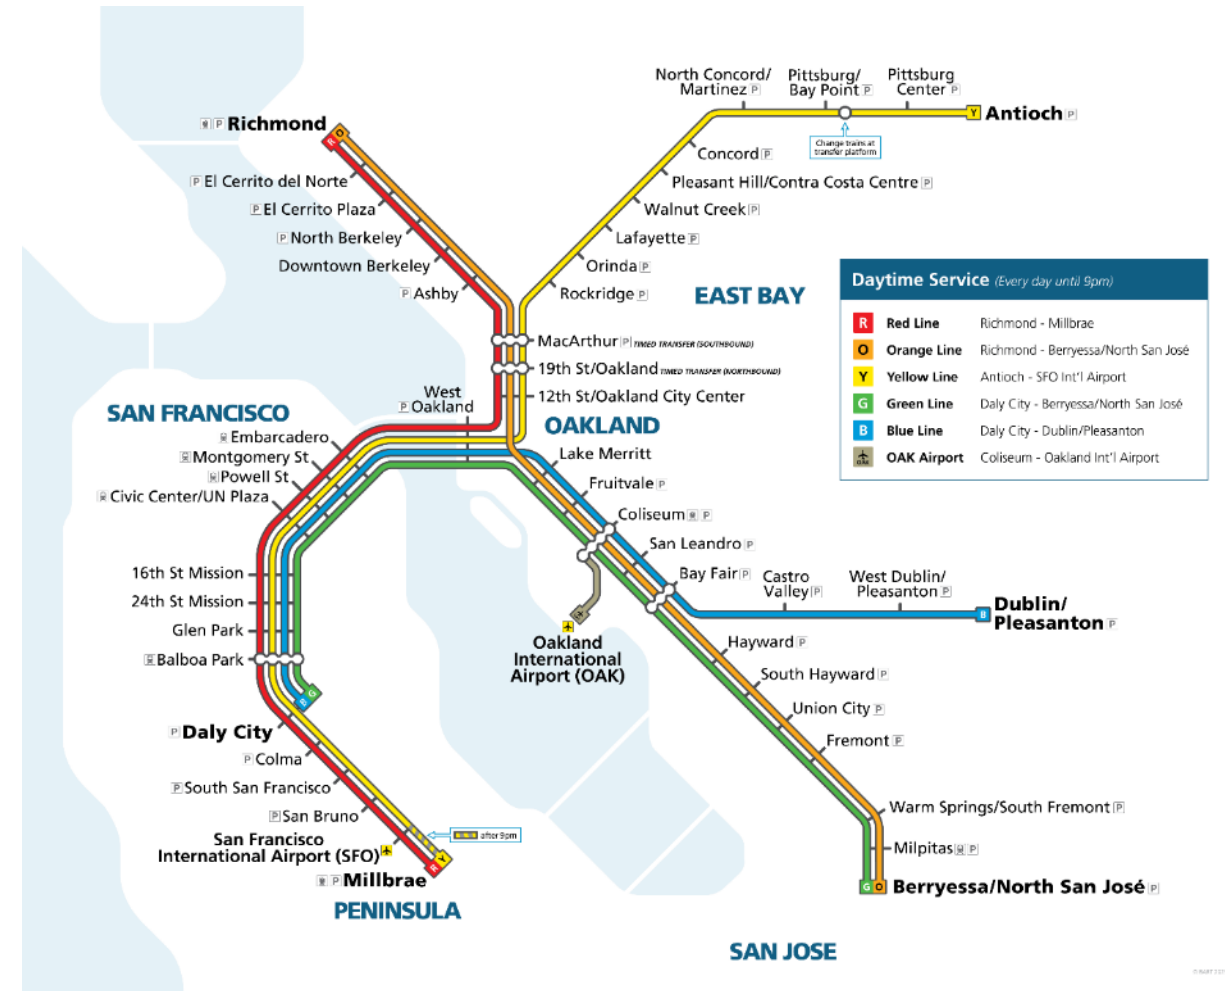 North Concord/
Martinez P
Pittsburg/
Bay Point P
Pittsburg
Center P
Y
Antioch P
Change trains at
transfer platform
P Richmond
R
O
P El Cerrito del Norte
P El Cerrito Plaza
P North Berkeley
Downtown Berkeley
P Ashby
Concord P
Pleasant Hill/Contra Costa Centre P
Walnut Creek P
Lafayette P
Orinda P
Rockridge P
EAST BAY
MacArthur P TIMED TRANSFER (SOUTHBOUND)
19th St/Oakland TIMED TRANSFER (NORTHBOUND)
12th St/Oakland City Center
West
P Oakland
OAKLAND
SAN FRANCISCO
Embarcadero
Montgomery St
Powell St
Civic Center/UN Plaza
16th St Mission
24th St Mission
Glen Park
Balboa Park
B
G
P Daly City
P Colma
P South San Francisco
P San Bruno
San Francisco
International Airport (SFO)
after 9pm
Y
R
P Millbrae
PENINSULA
Lake Merritt
Fruitvale P
Coliseum P
San Leandro P
Bay Fair P
Castro
Valley P
West Dublin/
Pleasanton P
B
Dublin/
Pleasanton P
Oakland
International
Airport (OAK)
Hayward P
South Hayward P
Union City P
Fremont P
Warm Springs/South Fremont P
Milpitas P
G O
Berryessa/North San José P
SAN JOSE
Daytime Service (Every day until 9pm)
R Red Line Richmond - Millbrae
O Orange Line Richmond - Berryessa/North San José
Y Yellow Line Antioch - SFO Int'l Airport
G Green Line Daly City - Berryessa/North San José
B Blue Line Daly City - Dublin/Pleasanton
OAK Airport Coliseum - Oakland Int'l Airport